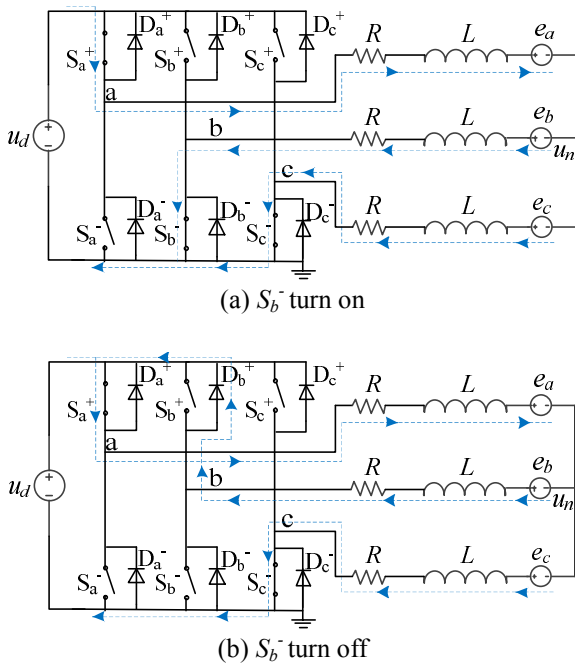 Da+ Db+ Dc+
Sa+ Sb+ Sc+
R L ea
a
ud
b R L eb
un
c R L ec
Da- Db- Dc-
Sa- Sb- Sc-
(a) Sb- turn on
Da+ Db+ Dc+
Sa+ Sb+ Sc+
R L ea
a
ud
b R L eb
un
c R L ec
Da- Db- Dc-
Sa- Sb- Sc-
(b) Sb- turn off